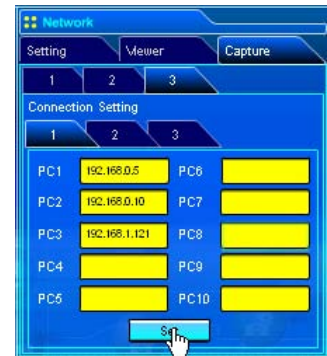 Network
Setting Viewer Capture
1 2 3
Connection Setting
1 2 3
PC1 192.168.0.5 PC6
PC2 192.168.0.10 PC7
PC3 192.168.1.121 PC8
PC4 PC9
PC5 PC10